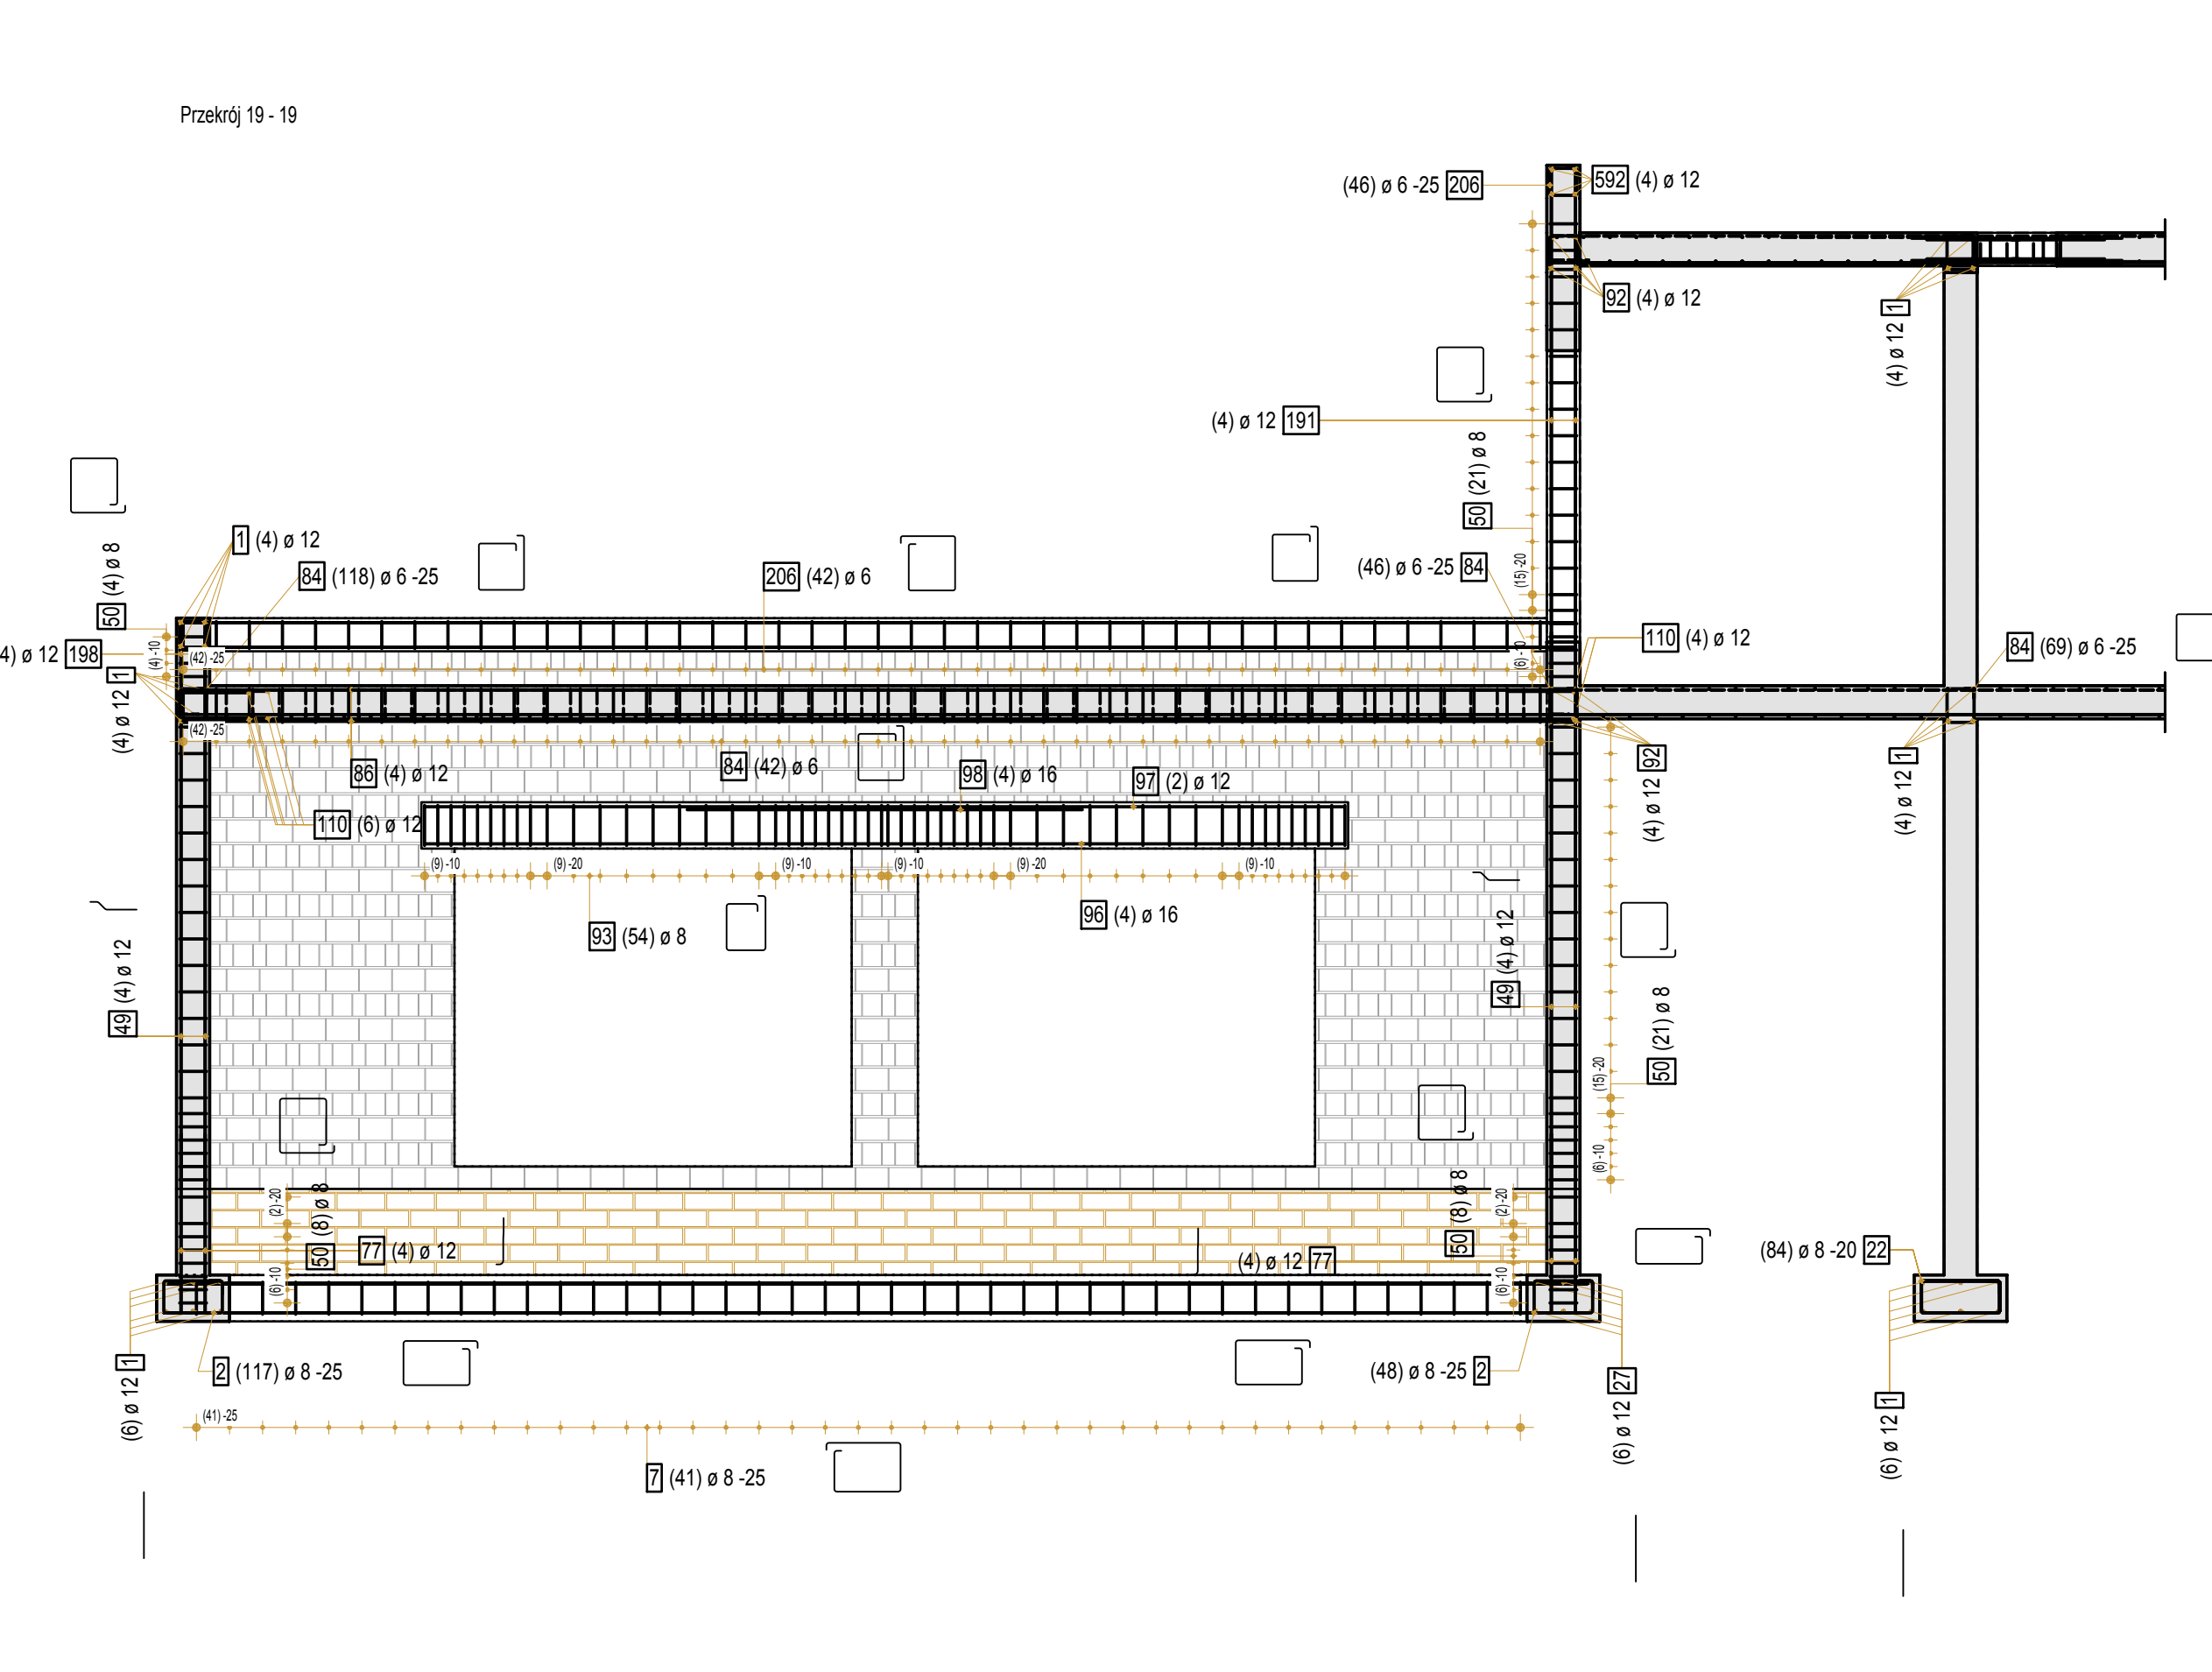 Przekrój 19 - 19
(46) ø 6 -25 206
592 (4) ø 12
92 (4) ø 12
(4) ø 12 1
(4) ø 12 191
50 (21) ø 8
(15) -20
(6) -10
1 (4) ø 12
84 (118) ø 6 -25
206 (42) ø 6
(46) ø 6 -25 84
50 (4) ø 8
4) ø 12 198
(4) -10
(42) -25
110 (4) ø 12
84 (69) ø 6 -25
(4) ø 12 1
(42) -25
86 (4) ø 12
84 (42) ø 6
98 (4) ø 16
97 (2) ø 12
(4) ø 12 92
(4) ø 12 1
110 (6) ø 12
(9) -10
(9) -20
(9) -10
(9) -10
(9) -20
(9) -10
93 (54) ø 8
96 (4) ø 16
49 (4) ø 12
49 (4) ø 12
50 (21) ø 8
(15) -20
(6) -10
(2) -20
50 (8) ø 8
77 (4) ø 12
(6) -10
50 (8) ø 8
(2) -20
(4) ø 12 77
(6) -10
(84) ø 8 -20 22
(6) ø 12 1
2 (117) ø 8 -25
(48) ø 8 -25 2
(6) ø 12 27
(6) ø 12 1
(41) -25
7 (41) ø 8 -25